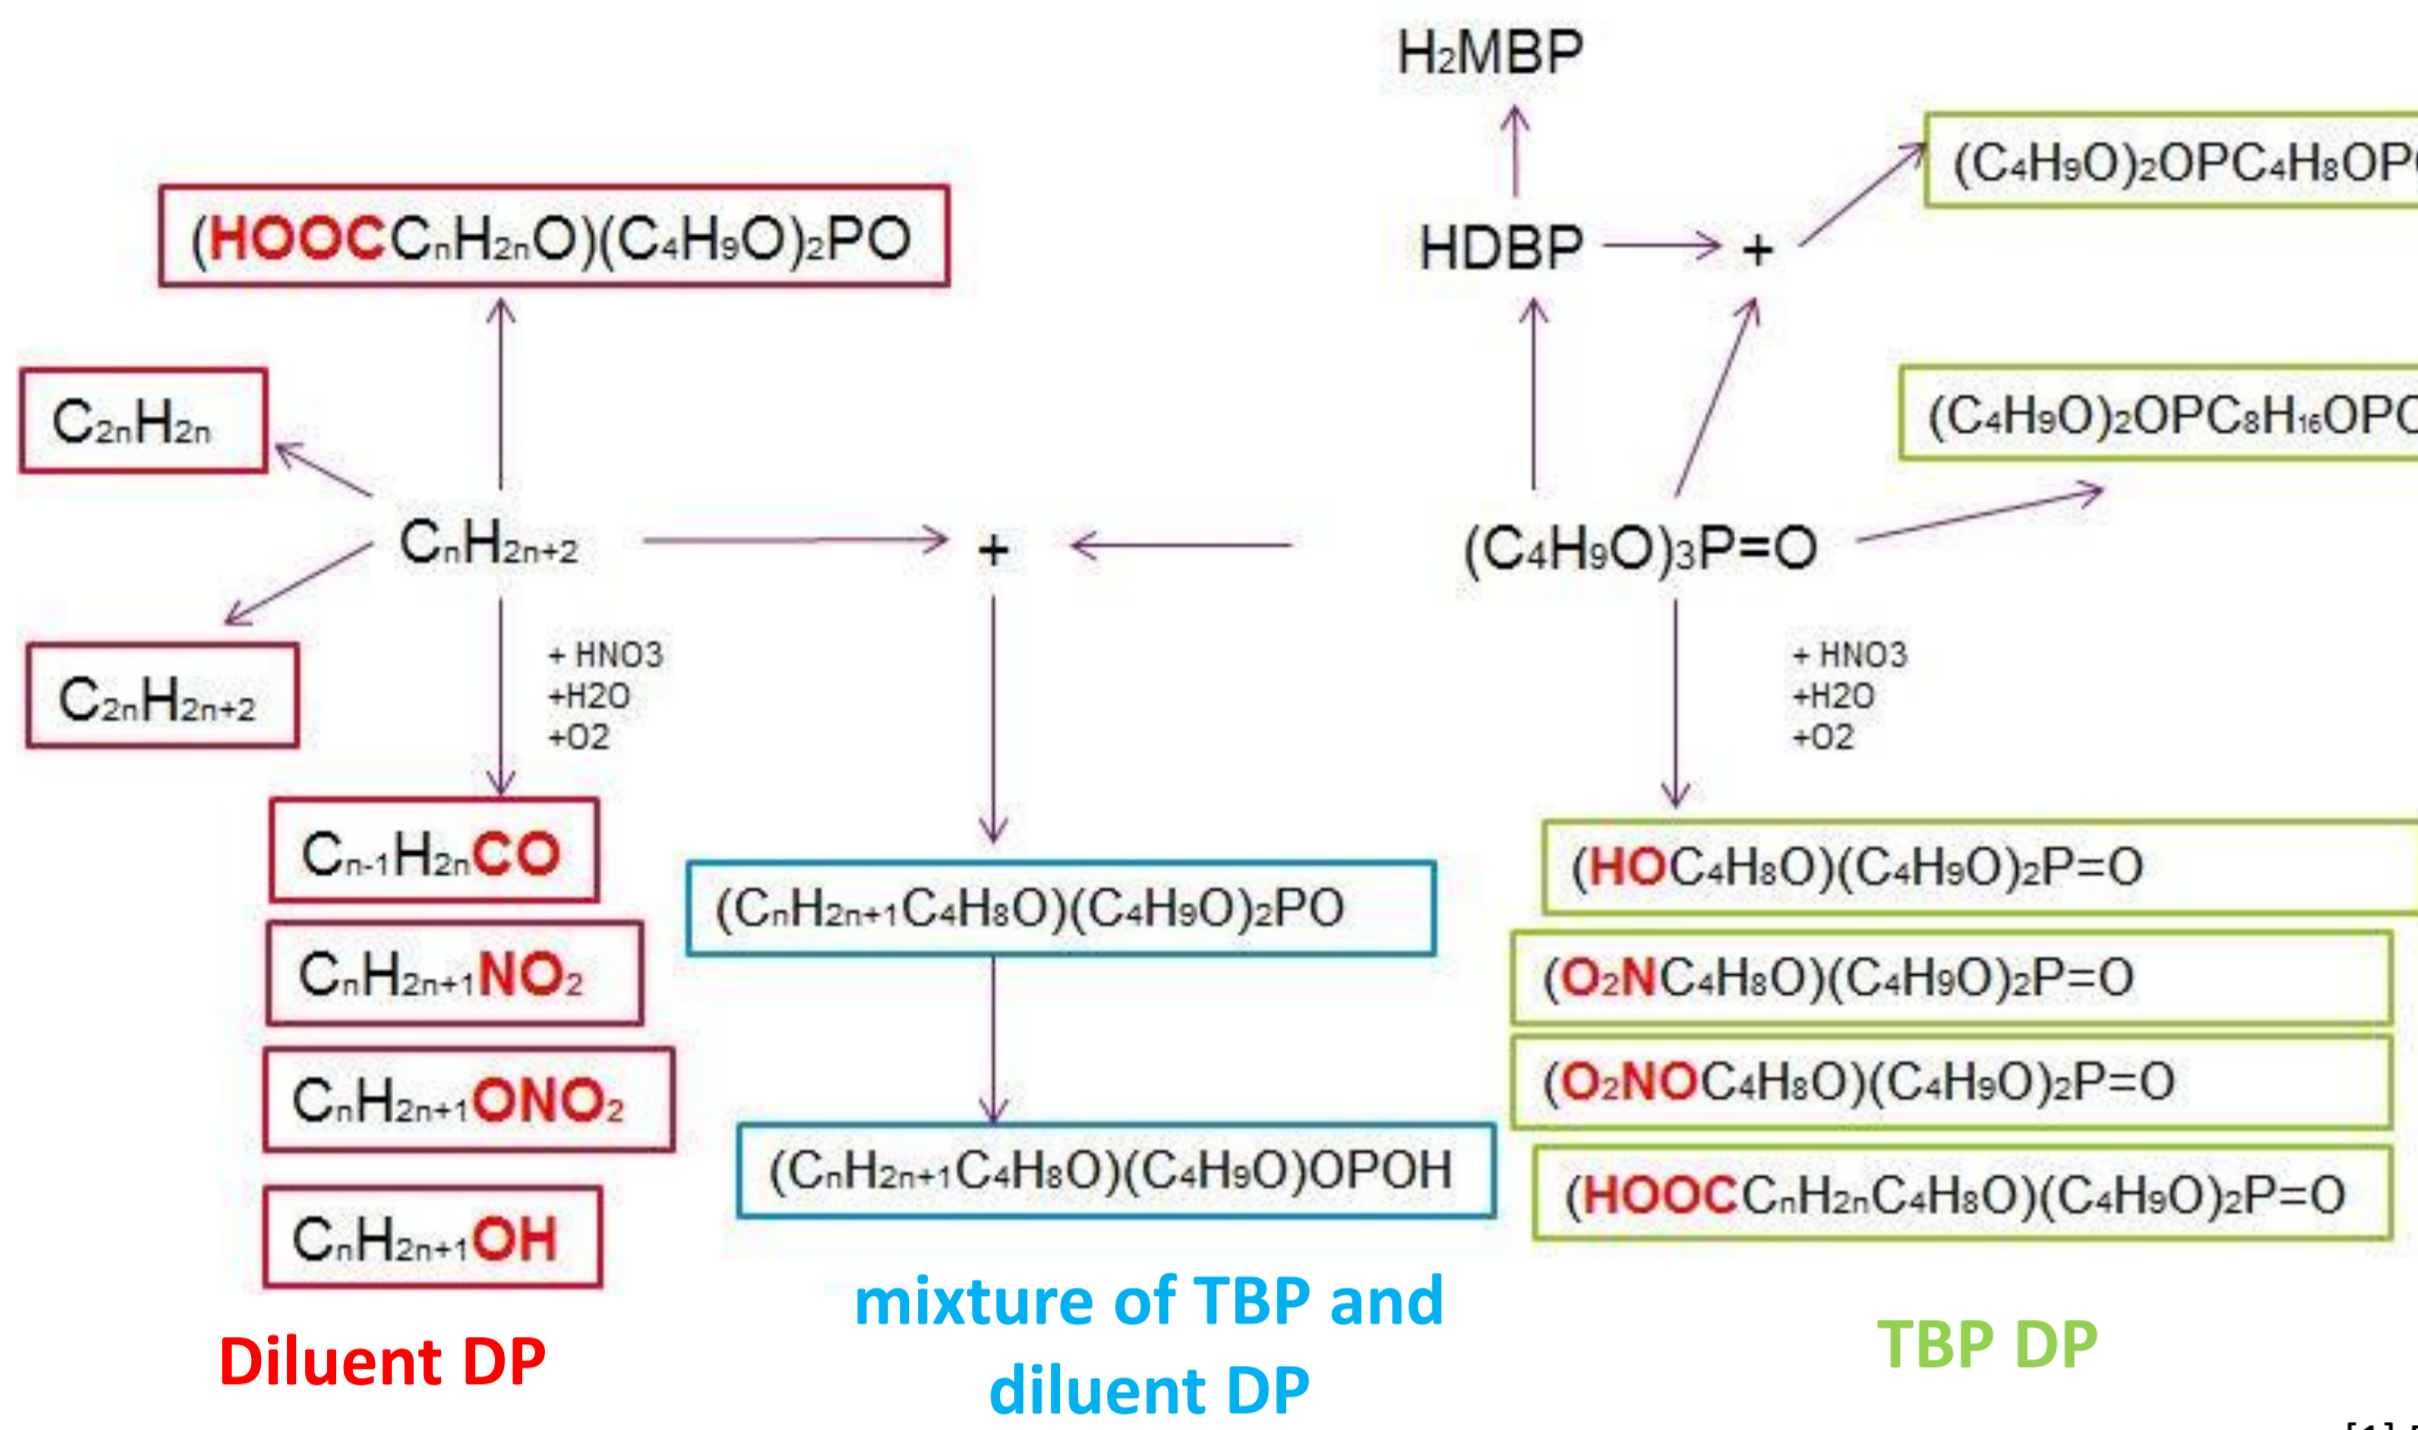 H₂MBP
(C₄H₉O)₂OPC₄H₈OP
(HOOCCₙH₂ₙO)(C₄H₉O)₂PO
HDBP
+
C₂ₙH₂ₙ
(C₄H₉O)₂OPC₈H₁₆OP
CₙH₂ₙ₊₂
+
(C₄H₉O)₃P=O
+ HNO3
+H2O
+O2
+ HNO3
+H2O
+O2
C₂ₙH₂ₙ₊₂
Cₙ₋₁H₂ₙCO
CₙH₂ₙ₊₁NO₂
CₙH₂ₙ₊₁ONO₂
CₙH₂ₙ₊₁OH
(CₙH₂ₙ₊₁C₄H₈O)(C₄H₉O)₂PO
(CₙH₂ₙ₊₁C₄H₈O)(C₄H₉O)OPOH
(HOC₄H₈O)(C₄H₉O)₂P=O
(O₂NC₄H₈O)(C₄H₉O)₂P=O
(O₂NOC₄H₈O)(C₄H₉O)₂P=O
(HOOCCₙH₂ₙC₄H₈O)(C₄H₉O)₂P=O
Diluent DP
mixture of TBP and
diluent DP
TBP DP